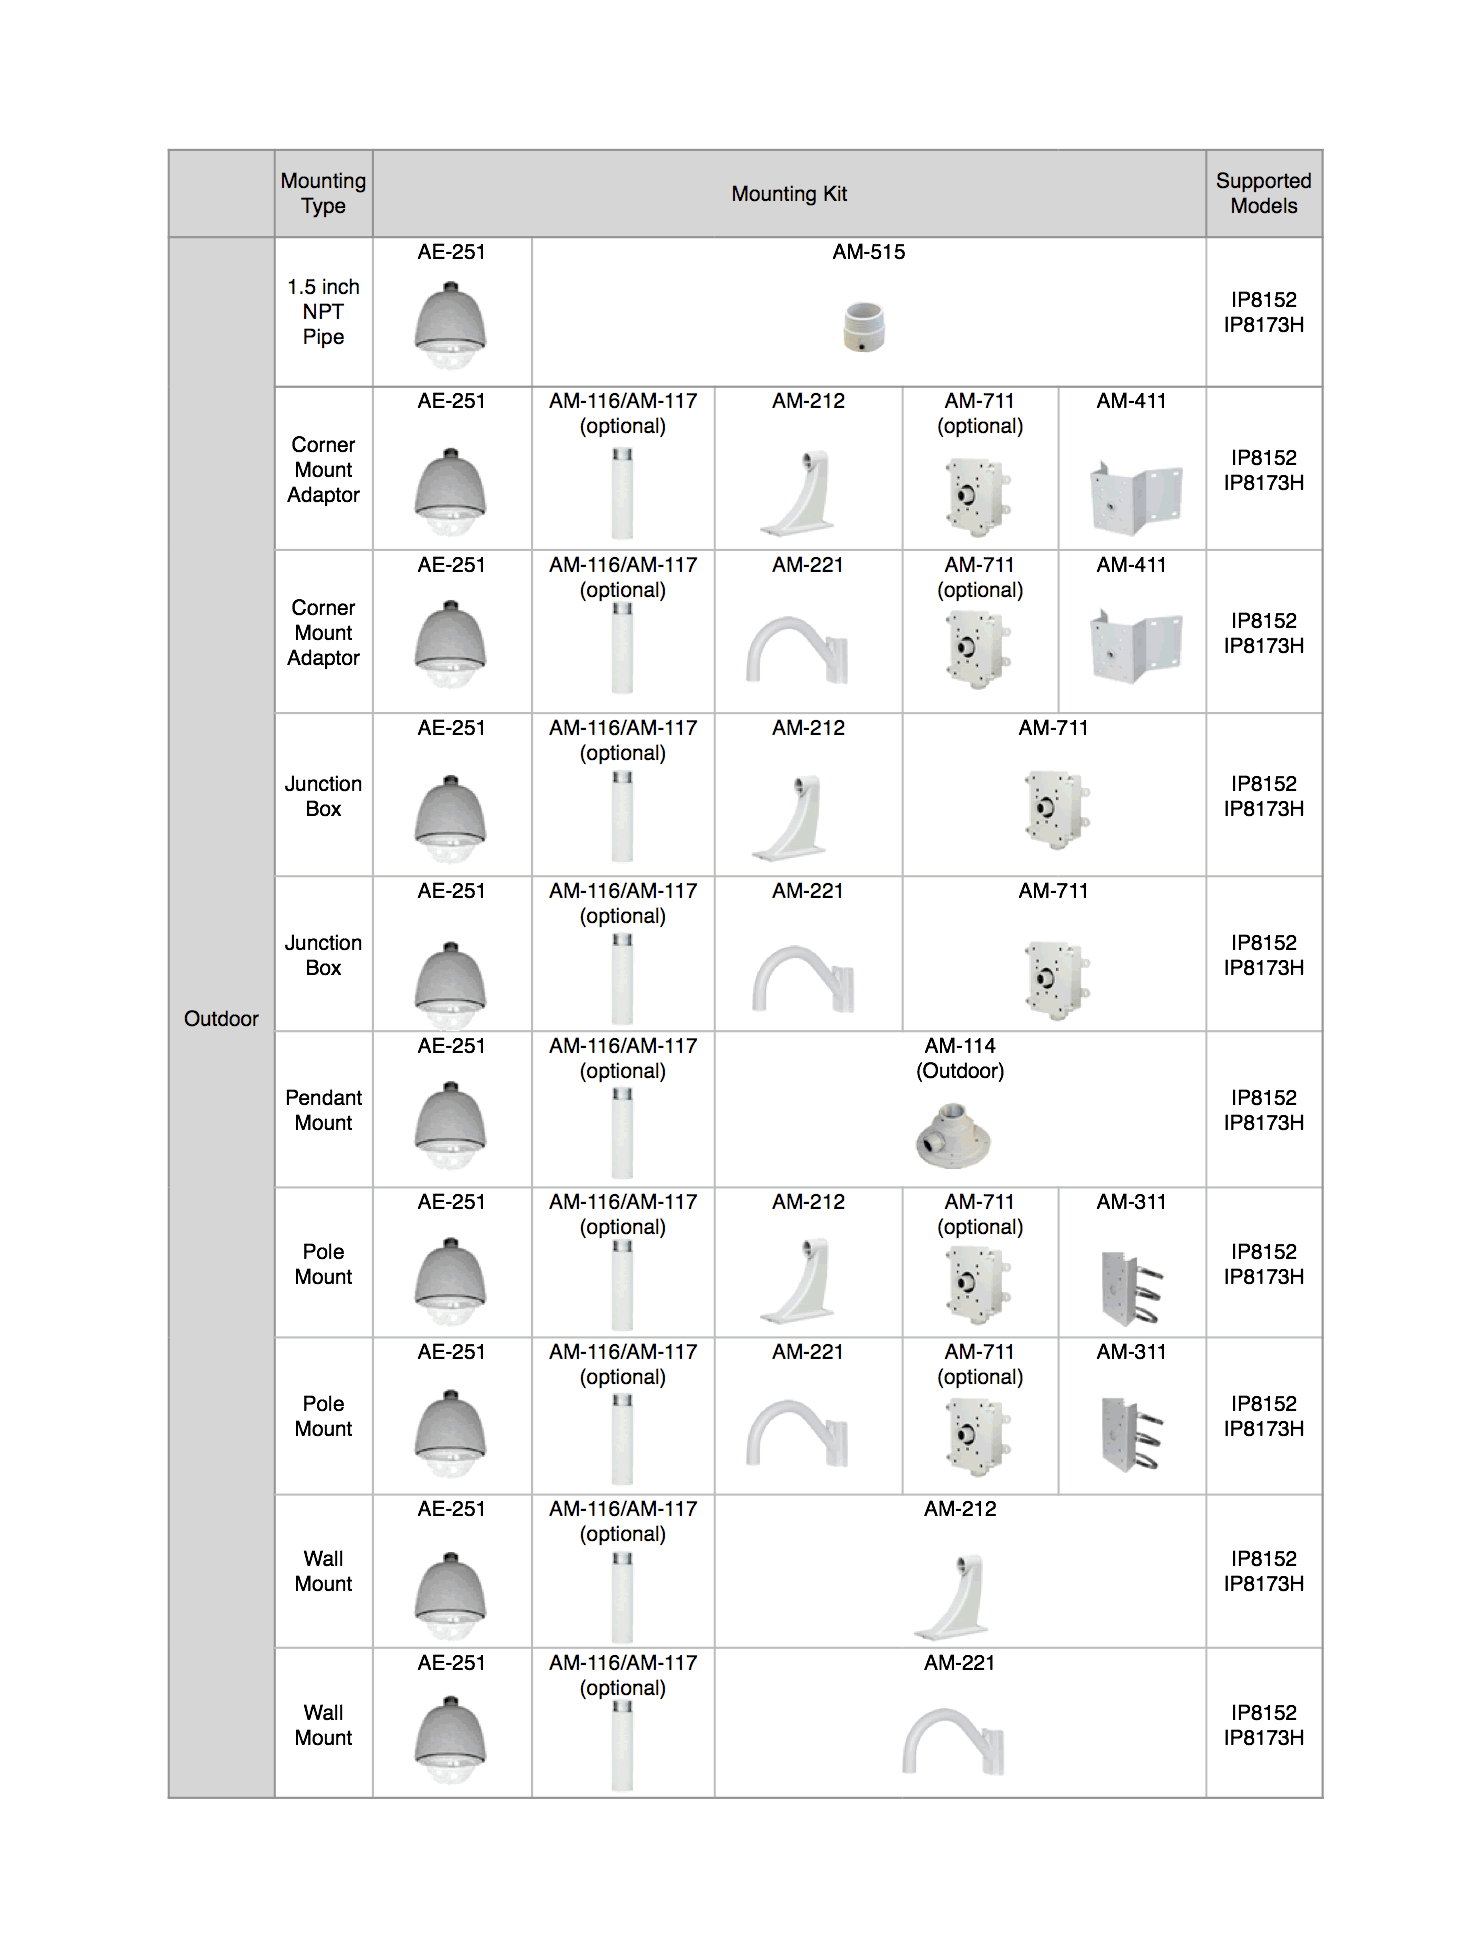 Mounting
Type
Mounting Kit
Supported
Models
Outdoor
1.5 inch
NPT
Pipe
AE-251
AM-515
IP8152
IP8173H
Corner
Mount
Adaptor
AE-251
AM-116/AM-117
(optional)
AM-212
AM-711
(optional)
AM-411
IP8152
IP8173H
Corner
Mount
Adaptor
AE-251
AM-116/AM-117
(optional)
AM-221
AM-711
(optional)
AM-411
IP8152
IP8173H
Junction
Box
AE-251
AM-116/AM-117
(optional)
AM-212
AM-711
IP8152
IP8173H
Junction
Box
AE-251
AM-116/AM-117
(optional)
AM-221
AM-711
IP8152
IP8173H
Pendant
Mount
AE-251
AM-116/AM-117
(optional)
AM-114
(Outdoor)
IP8152
IP8173H
Pole
Mount
AE-251
AM-116/AM-117
(optional)
AM-212
AM-711
(optional)
AM-311
IP8152
IP8173H
Pole
Mount
AE-251
AM-116/AM-117
(optional)
AM-221
AM-711
(optional)
AM-311
IP8152
IP8173H
Wall
Mount
AE-251
AM-116/AM-117
(optional)
AM-212
IP8152
IP8173H
Wall
Mount
AE-251
AM-116/AM-117
(optional)
AM-221
IP8152
IP8173H